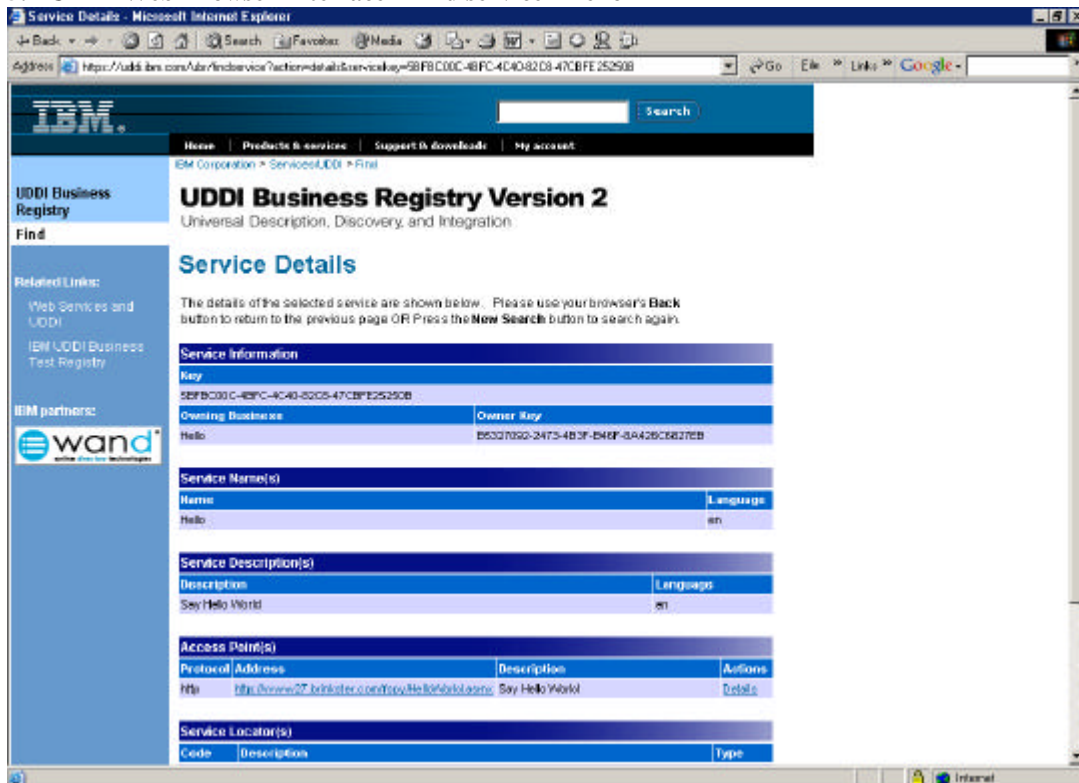 Service Details - Microsoft Internet Explorer
Back Search Favorites Media
Address Go Links Google
IBM.
Search
Home | Products & services | Support & downloads | My account
IBM Corporation > Services/UDDI > Find
UDDI Business
Registry
Find
Related Links:
Web Services and
UDDI
IBM UDDI Business
Test Registry
IBM partners:
wand
UDDI Business Registry Version 2
Universal Description, Discovery, and Integration
Service Details
The details of the selected service are shown below. Please use your browser's Back
button to return to the previous page OR Press the New Search button to search again.
Service Information
Key
Owning Business Owner Key
Hello
Service Name(s)
Name Language
Hello en
Service Description(s)
Description Language
Say Hello World en
Access Point(s)
Protocol Address Description Actions
http Say Hello World Details
Service Locator(s)
Code Description Type
Internet